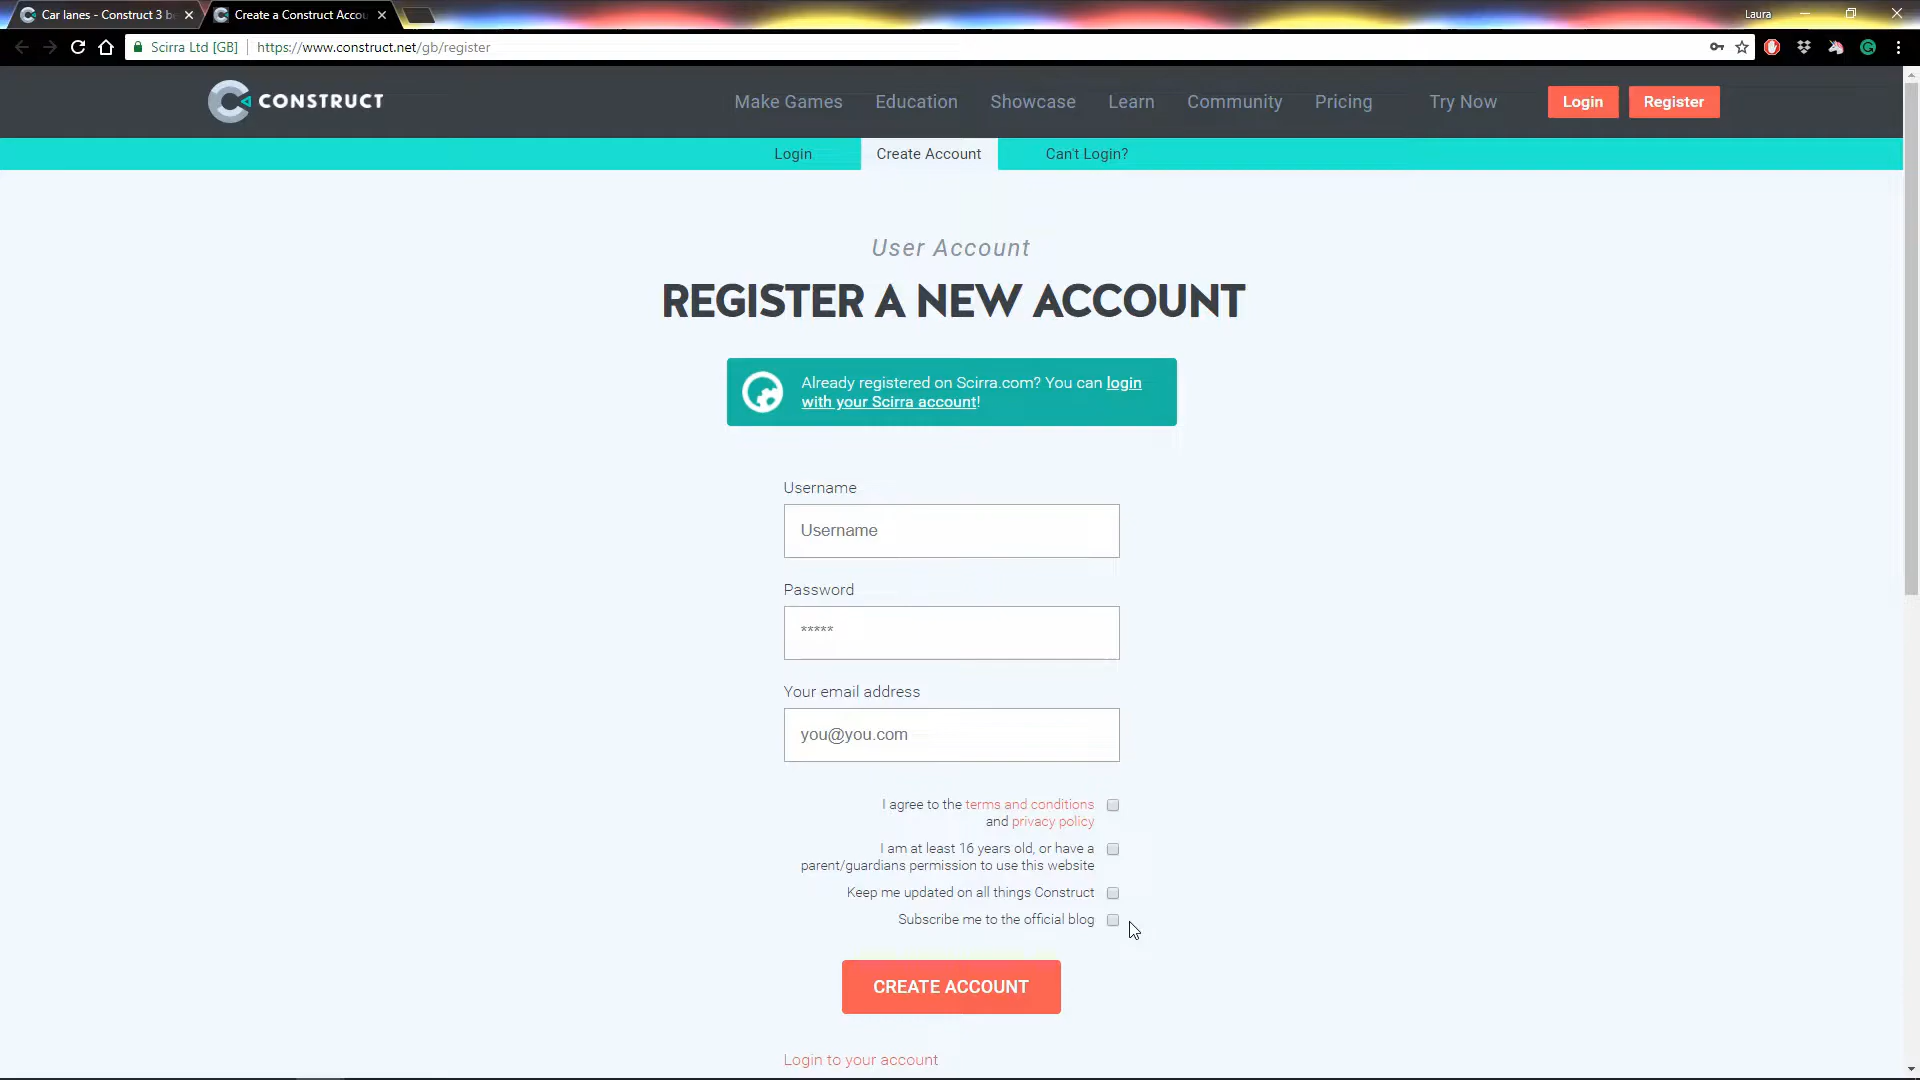 Car lanes - Construct 3 b
Create a Construct Accou
Laura
Scirra Ltd [GB]
https://www.construct.net/gb/register
CONSTRUCT
Make Games
Education
Showcase
Learn
Community
Pricing
Try Now
Login
Register
Login
Create Account
Can't Login?
User Account
REGISTER A NEW ACCOUNT
Already registered on Scirra.com? You can login
with your Scirra account!
Username
Username
Password
*****
Your email address
you@you.com
I agree to the terms and conditions
and privacy policy
I am at least 16 years old, or have a
parent/guardians permission to use this website
Keep me updated on all things Construct
Subscribe me to the official blog
CREATE ACCOUNT
Login to your account